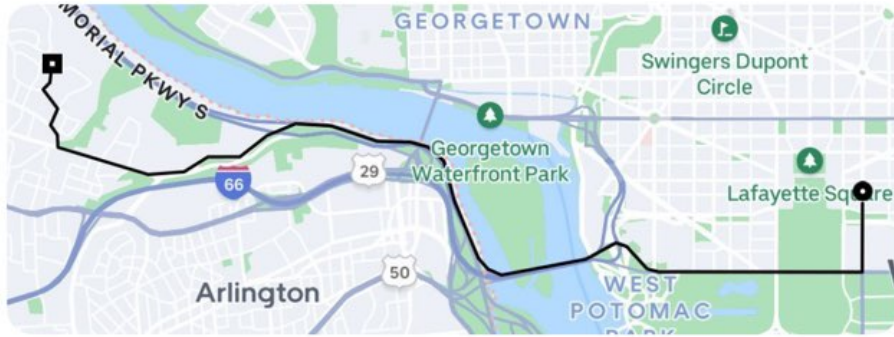 GEORGETOWN
MORIAL PKWY S
Swingers Dupont
Circle
Georgetown
Waterfront Park
29
66
Lafayette Square
50
Arlington
WEST
POTOMAC
PARK